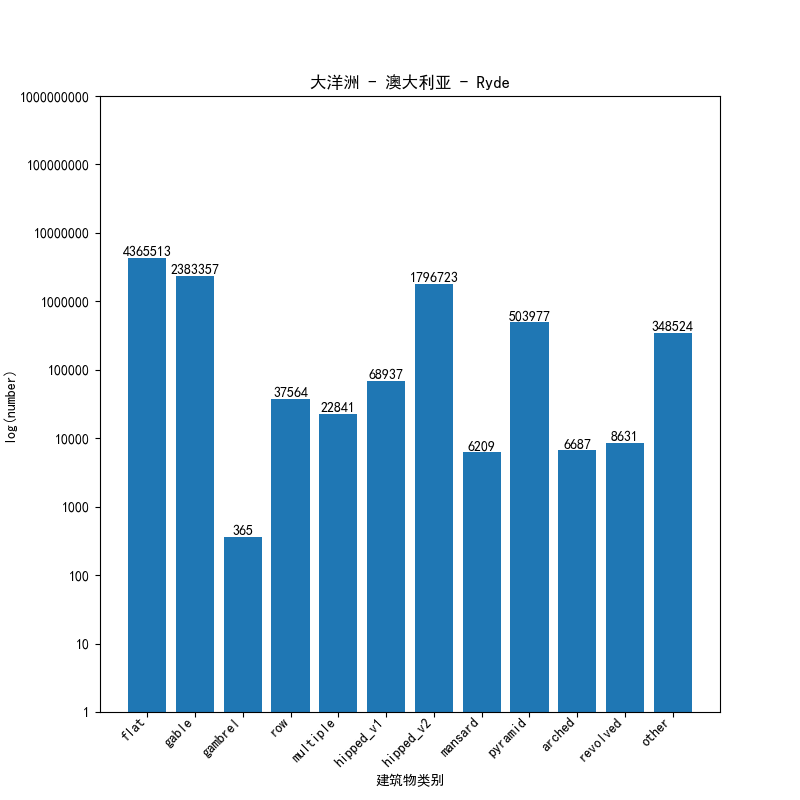 大洋洲 - 澳大利亚 - Ryde
1000000000
100000000
10000000
1000000
100000
10000
1000
100
10
1
log(number)
4365513
2383357
365
37564
22841
68937
1796723
6209
503977
6687
8631
348524
flat
gable
gambrel
row
multiple
hipped_v1
hipped_v2
mansard
pyramid
arched
revolved
other
建筑物类别